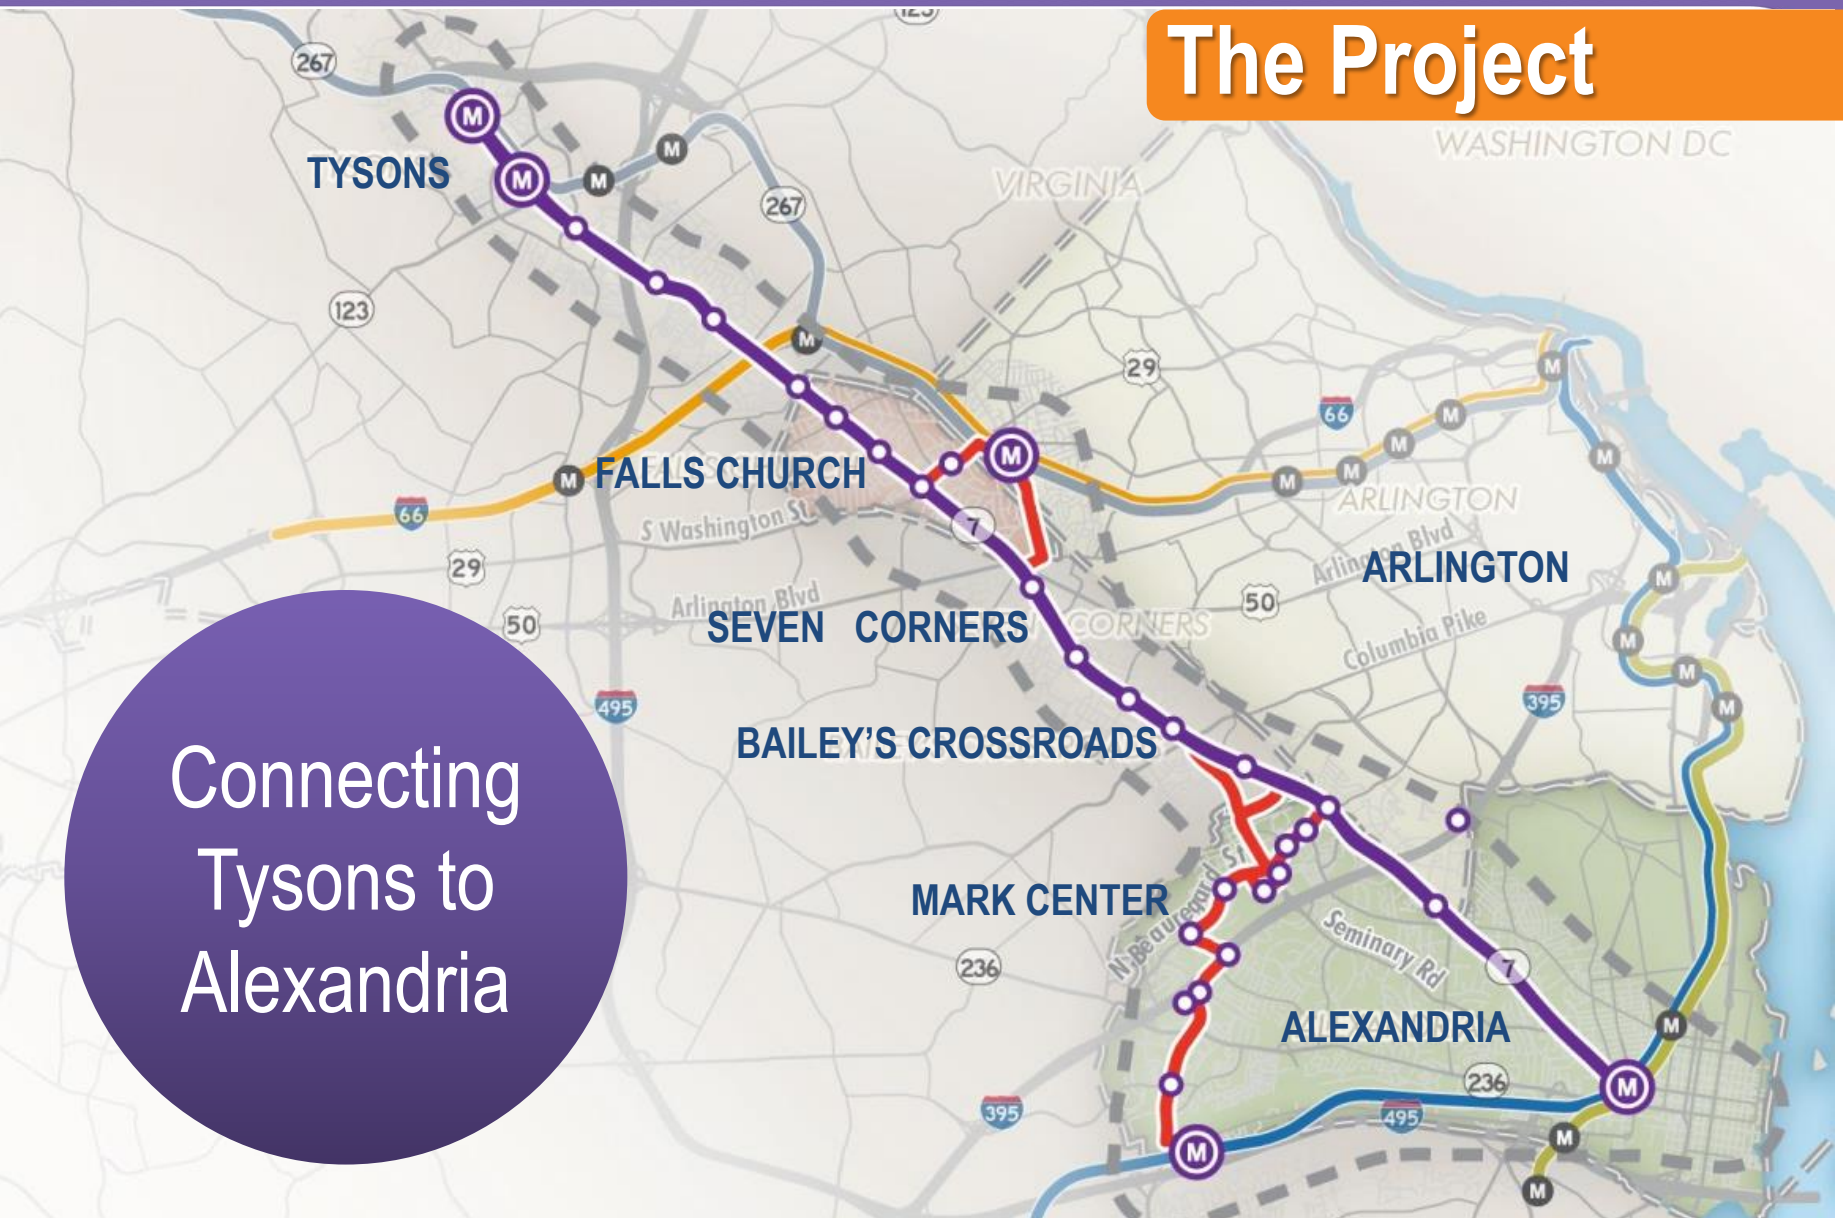 The Project
123
267
WASHINGTON DC
M
TYSONS
M
M
M
VIRGINIA
267
123
M
29
M
66
M
M
FALLS CHURCH
M
M
M
M
M
ARLINGTON
66
S Washington St
7
Arlington Blvd
ARLINGTON
29
M
Arlington Blvd
50
50
SEVEN CORNERS
CORNERS
Columbia Pike
M
M
495
395
M
BAILEY'S CROSSROADS
Connecting
Tysons to
Alexandria
MARK CENTER
N Beauregard St
Seminary Rd
236
7
ALEXANDRIA
M
236
M
395
495
M
M
M